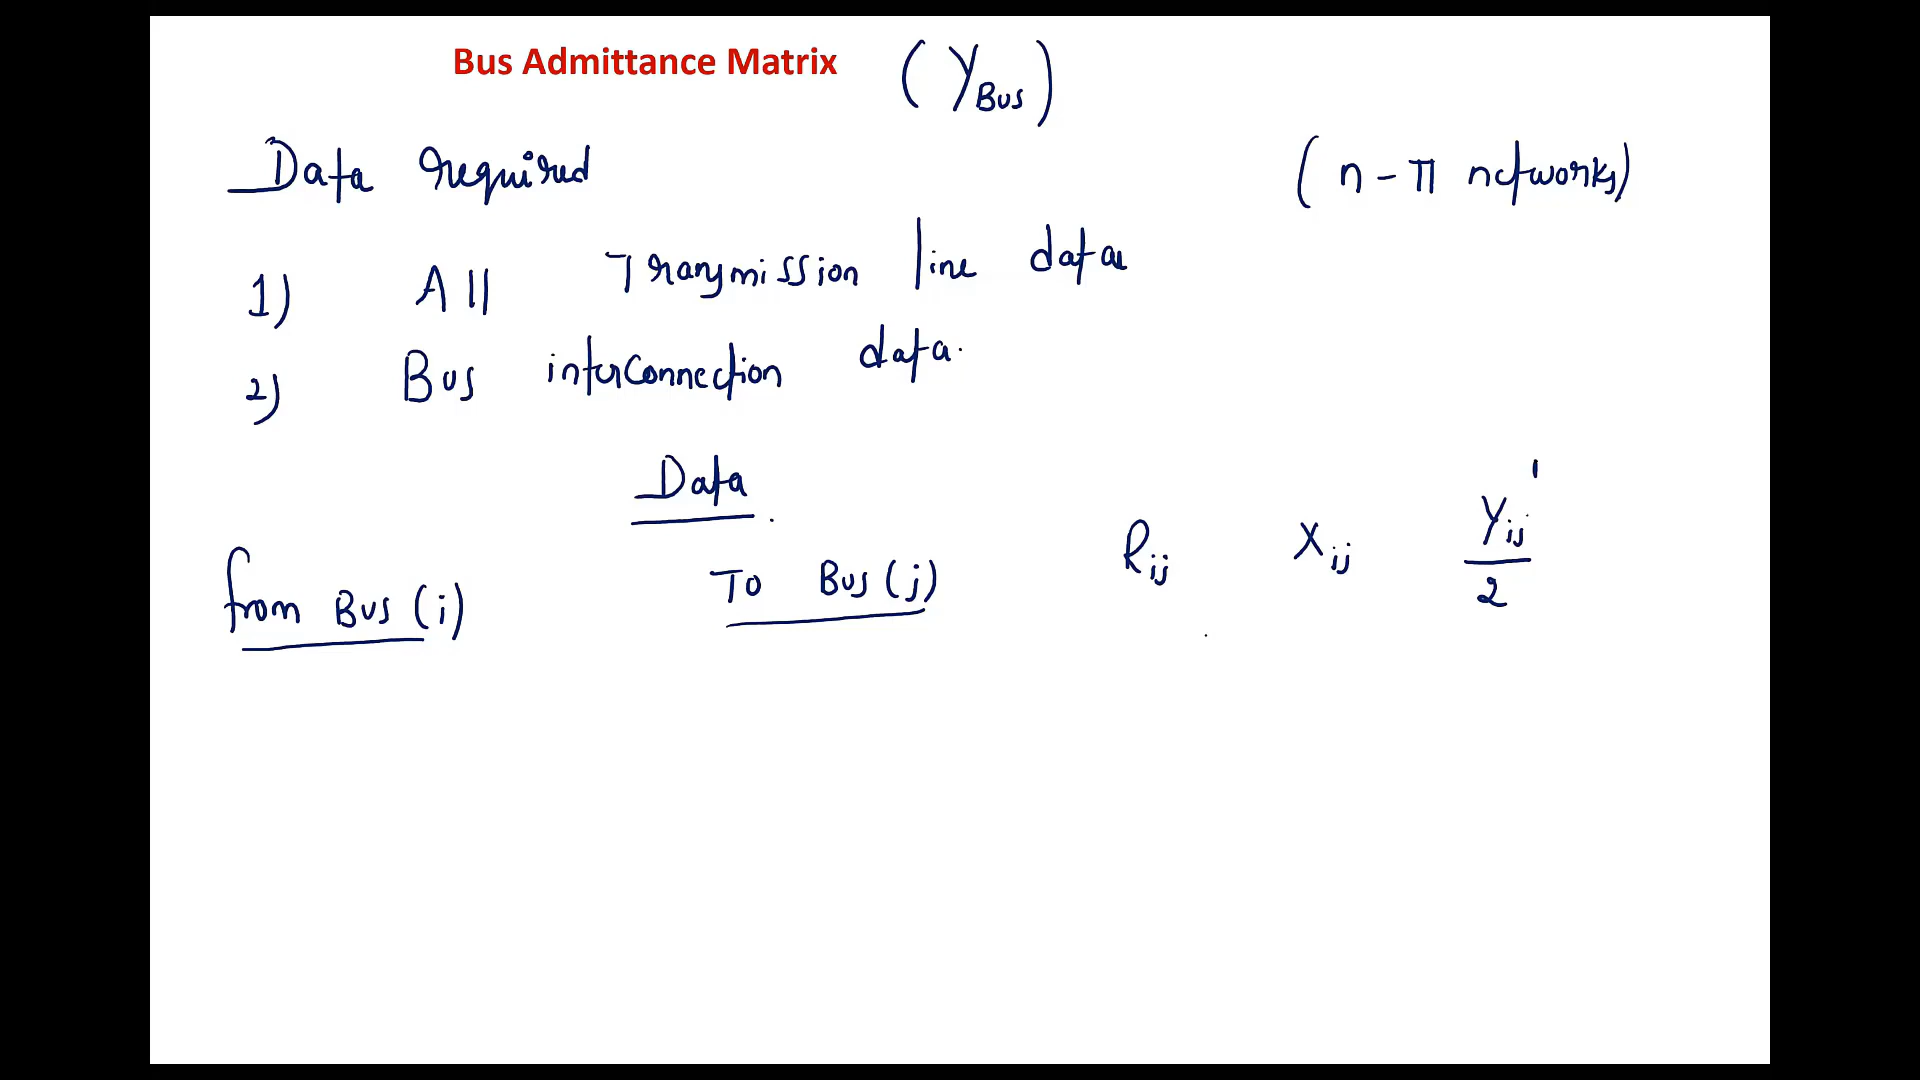 Bus Admittance Matrix (Y_Bus)
Data required (n - π networks)
1) All Transmission line data
2) Bus interconnection data.
Data
from Bus (i) To Bus (j) R_ij X_ij Y_ij' / 2